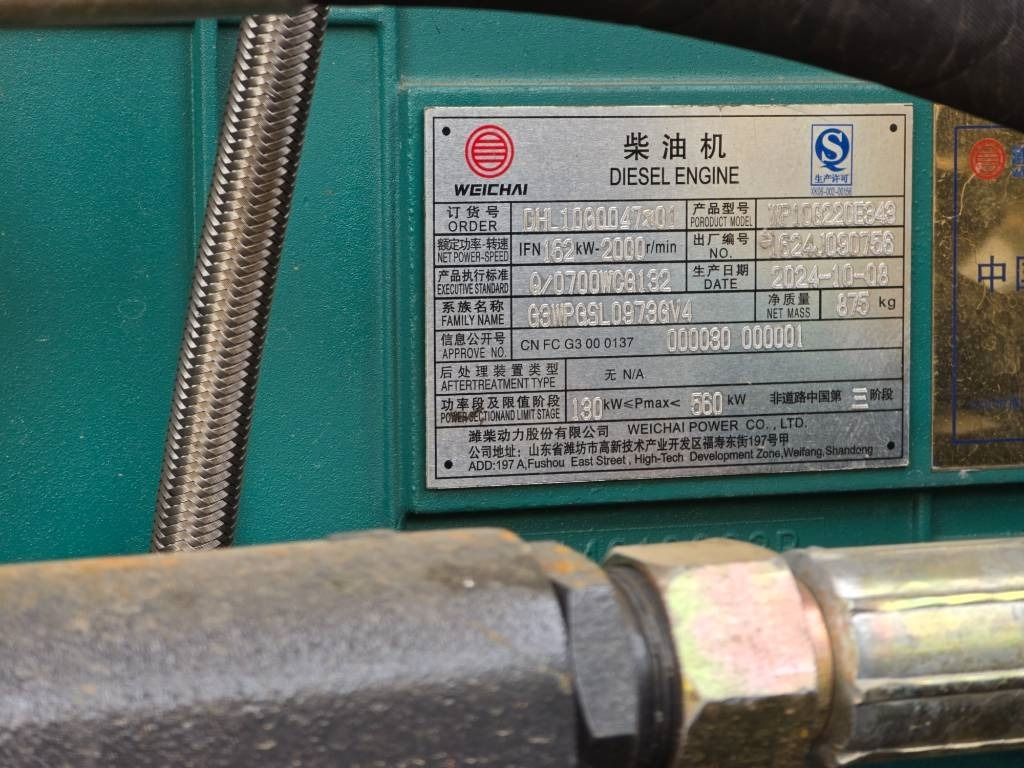 WEICHAI
柴油机
DIESEL ENGINE
生产许可
XK06-002-00156
订货号 ORDER DHL10G0047*01 产品型号 PORODUCT MODEL WP10G220E343
额定功率·转速 NET POWER-SPEED IFN 162 kW-2000 r/min 出厂编号 NO. 1624J090756
产品执行标准 EXECUTIVE STANDARD Q/0700WCG132 生产日期 DATE 2024-10-08
系族名称 FAMILY NAME G3WPGSL0973GV4 净质量 NET MASS 875 kg
信息公开号 APPROVE NO. CN FC G3 00 0137 000030 000001
后处理装置类型 AFTERTREATMENT TYPE 无 N/A
功率段及限值阶段 POWER SECTIONAND LIMIT STAGE 130 kW≤Pmax< 560 kW 非道路中国第 三 阶段
潍柴动力股份有限公司 WEICHAI POWER CO., LTD.
公司地址: 山东省潍坊市高新技术产业开发区福寿东街197号甲
ADD:197 A,Fushou East Street , High-Tech Development Zone,Weifang,Shandong
中